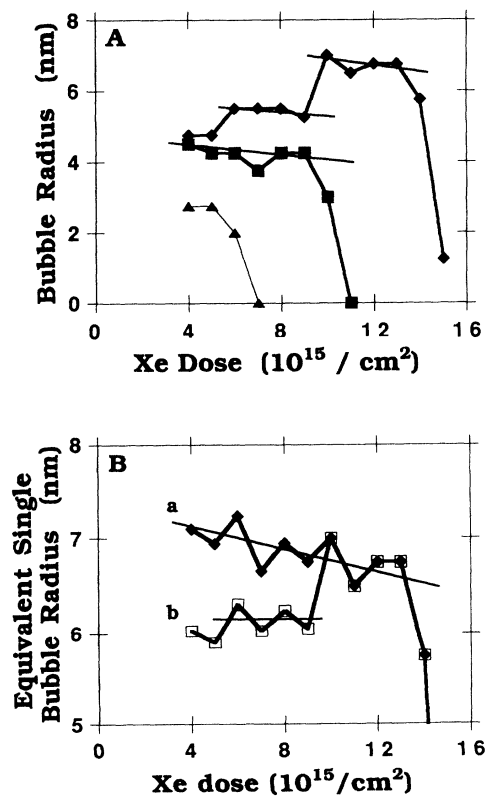 A
Bubble Radius (nm)
8
6
4
2
0
0 4 8 12 16
Xe Dose (10¹⁵ / cm²)
B
Equivalent Single
Bubble Radius (nm)
8
7
6
5
a
b
0 4 8 12 16
Xe dose (10¹⁵/cm²)